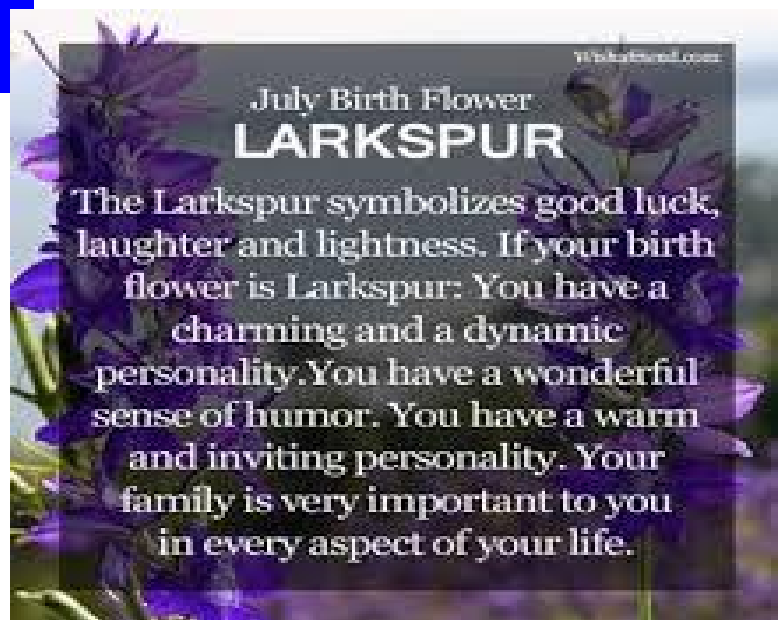 July Birth Flower
LARKSPUR
The Larkspur symbolizes good luck,
laughter and lightness. If your birth
flower is Larkspur: You have a
charming and a dynamic
personality.You have a wonderful
sense of humor. You have a warm
and inviting personality. Your
family is very important to you
in every aspect of your life.